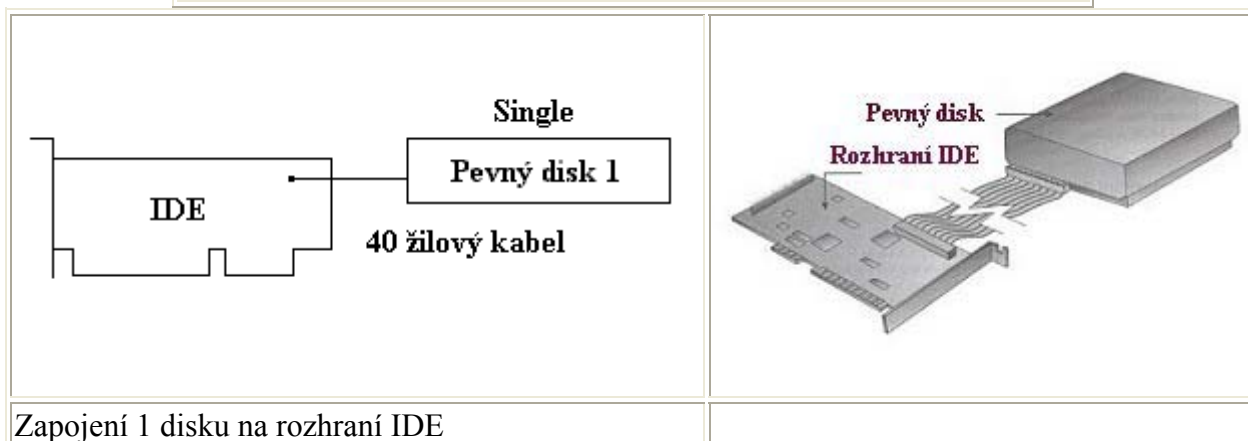 Single
Pevný disk 1
IDE
40 žilový kabel
Pevný disk
Rozhraní IDE
Zapojení 1 disku na rozhraní IDE